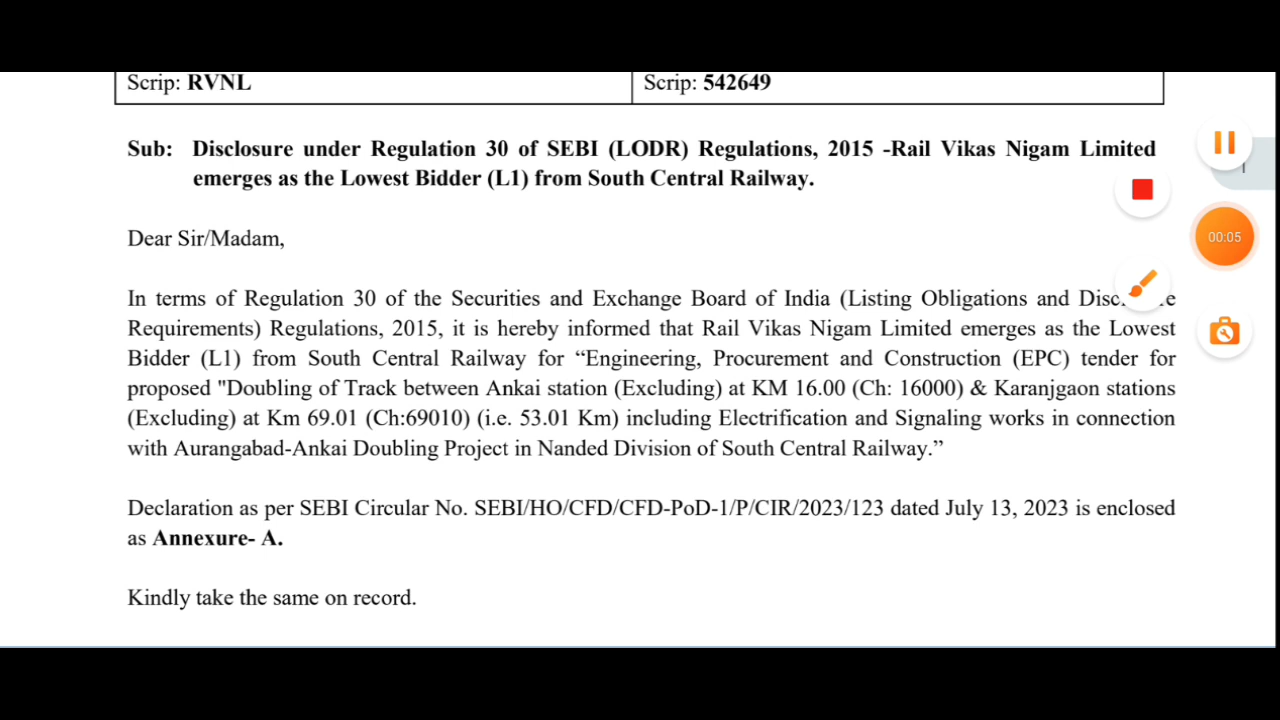 Scrip: RVNL Scrip: 542649
Sub: Disclosure under Regulation 30 of SEBI (LODR) Regulations, 2015 -Rail Vikas Nigam Limited
emerges as the Lowest Bidder (L1) from South Central Railway.
1
Dear Sir/Madam,
00:05
In terms of Regulation 30 of the Securities and Exchange Board of India (Listing Obligations and
Requirements) Regulations, 2015, it is hereby informed that Rail Vikas Nigam Limited emerges as the Lowest
Bidder (L1) from South Central Railway for “Engineering, Procurement and Construction (EPC) tender for
proposed "Doubling of Track between Ankai station (Excluding) at KM 16.00 (Ch: 16000) & Karanjgaon stations
(Excluding) at Km 69.01 (Ch:69010) (i.e. 53.01 Km) including Electrification and Signaling works in connection
with Aurangabad-Ankai Doubling Project in Nanded Division of South Central Railway.”
Declaration as per SEBI Circular No. SEBI/HO/CFD/CFD-PoD-1/P/CIR/2023/123 dated July 13, 2023 is enclosed
as Annexure- A.
Kindly take the same on record.